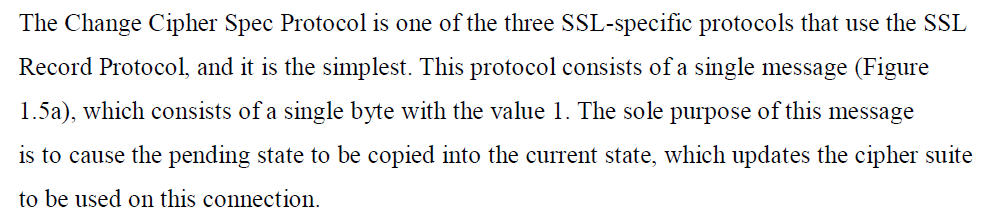 The Change Cipher Spec Protocol is one of the three SSL-specific protocols that use the SSL
Record Protocol, and it is the simplest. This protocol consists of a single message (Figure
1.5a), which consists of a single byte with the value 1. The sole purpose of this message
is to cause the pending state to be copied into the current state, which updates the cipher suite
to be used on this connection.